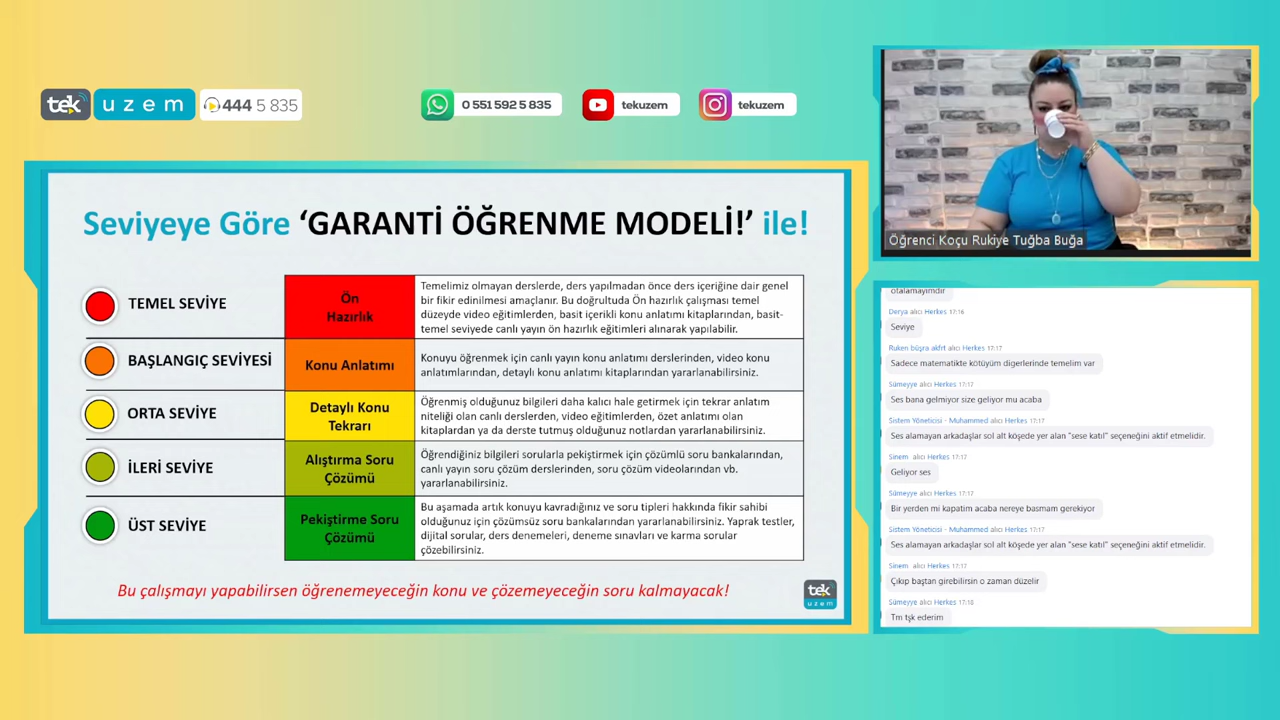 tek uzem 444 5 835
0 551 592 5 835
tekuzem
tekuzem
Seviyeye Göre ‘GARANTİ ÖĞRENME MODELİ!’ ile!
TEMEL SEVİYE
Ön
Hazırlık
Temelimiz olmayan derslerde, ders yapılmadan önce ders içeriğine dair genel
bir fikir edinilmesi amaçlanır. Bu doğrultuda Ön hazırlık çalışması temel
düzeyde video eğitimlerden, basit içerikli konu anlatımı kitaplarından, basit-
temel seviyede canlı yayın ön hazırlık eğitimleri alınarak yapılabilir.
BAŞLANGIÇ SEVİYESİ
Konu Anlatımı
Konuyu öğrenmek için canlı yayın konu anlatımı derslerinden, video konu
anlatımlarından, detaylı konu anlatımı kitaplarından yararlanabilirsiniz.
ORTA SEVİYE
Detaylı Konu
Tekrarı
Öğrenmiş olduğunuz bilgileri daha kalıcı hale getirmek için tekrar anlatım
niteliği olan canlı derslerden, video eğitimlerden, özet anlatımı olan
kitaplardan ya da derste tutmuş olduğunuz notlardan yararlanabilirsiniz.
İLERİ SEVİYE
Alıştırma Soru
Çözümü
Öğrendiğiniz bilgileri sorularla pekiştirmek için çözümlü soru bankalarından,
canlı yayın soru çözüm derslerinden, soru çözüm videolarından vb.
yararlanabilirsiniz.
ÜST SEVİYE
Pekiştirme Soru
Çözümü
Bu aşamada artık konuyu kavradığınız ve soru tipleri hakkında fikir sahibi
olduğunuz için çözümsüz soru bankalarından yararlanabilirsiniz. Yaprak testler,
dijital sorular, ders denemeleri, deneme sınavları ve karma sorular
çözebilirsiniz.
Bu çalışmayı yapabilirsen öğrenemeyeceğin konu ve çözemeyeceğin soru kalmayacak!
tek
uzem
Öğrenci Koçu Rukiye Tuğba Buğa
otalamayımdır
Derya alıcı Herkes 17:16
Seviye
Ruken büşra akfırt alıcı Herkes 17:17
Sadece matematikte kötüyüm digerlerinde temelim var
Sümeyye alıcı Herkes 17:17
Ses bana gelmiyor size geliyor mu acaba
Sistem Yöneticisi - Muhammed alıcı Herkes 17:17
Ses alamayan arkadaşlar sol alt köşede yer alan "sese katıl" seçeneğini aktif etmelidir.
Sinem alıcı Herkes 17:17
Geliyor ses
Sümeyye alıcı Herkes 17:17
Bir yerden mi kapatim acaba nereye basmam gerekiyor
Sistem Yöneticisi - Muhammed alıcı Herkes 17:17
Ses alamayan arkadaşlar sol alt köşede yer alan "sese katıl" seçeneğini aktif etmelidir.
Sinem alıcı Herkes 17:17
Çıkıp baştan girebilirsin o zaman düzelir
Sümeyye alıcı Herkes 17:18
Tm tşk ederim